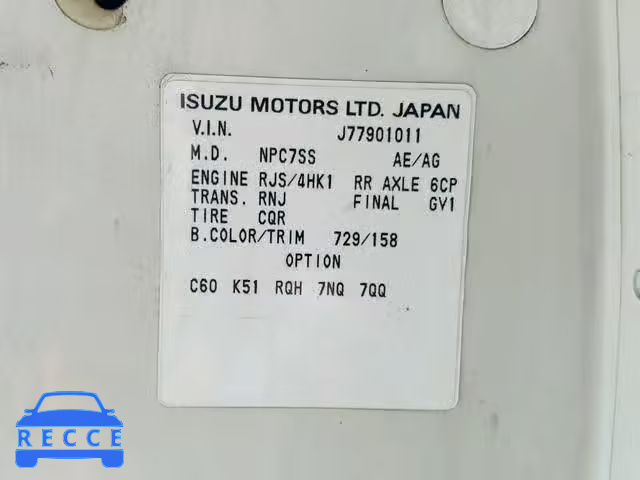 ISUZU MOTORS LTD. JAPAN
V.I.N. J77901011
M.D. NPC7SS AE/AG
ENGINE RJS/4HK1 RR AXLE 6CP
TRANS. RNJ FINAL GV1
TIRE CQR
B.COLOR/TRIM 729/158
OPTION
C60 K51 RQH 7NQ 7QQ
RECCE